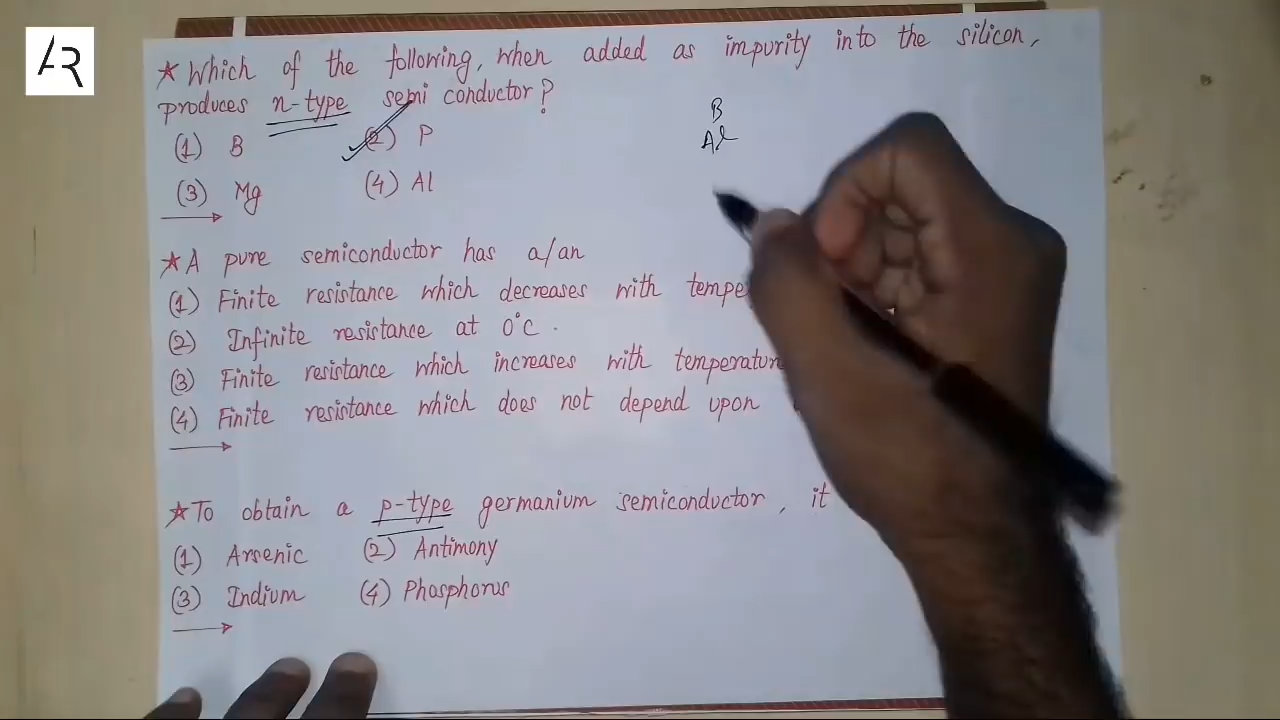 AR
★ Which of the following, when added as impurity into the silicon,
produces n-type semi conductor?
(1) B (2) P
(3) Mg (4) Al
B
Al
★ A pure semiconductor has a/an
(1) Finite resistance which decreases with
(2) Infinite resistance at 0°C.
(3) Finite resistance which increases with
(4) Finite resistance which does not depend upon
★ To obtain a p-type germanium semiconductor, it
(1) Arsenic (2) Antimony
(3) Indium (4) Phosphorus